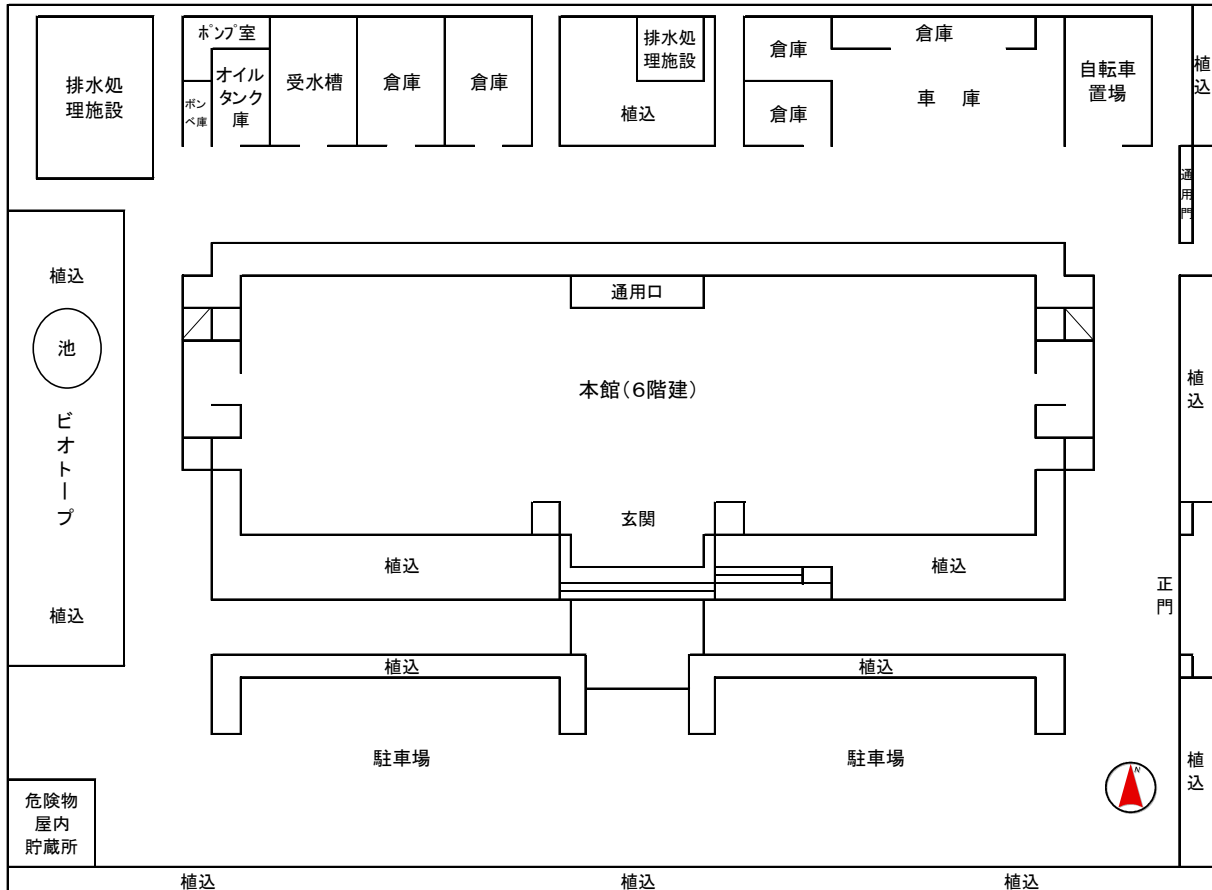 ポンプ室
排水処
理施設
オイル
タンク
庫
ボン
ベ庫
受水槽
倉庫
倉庫
排水処
理施設
植込
倉庫
倉庫
倉庫
車 庫
自転車
置場
植込
通用門
植込
池
ビオトープ
植込
通用口
本館(6階建)
玄関
植込
植込
植込
正門
植込
植込
駐車場
駐車場
N
植込
危険物
屋内
貯蔵所
植込
植込
植込